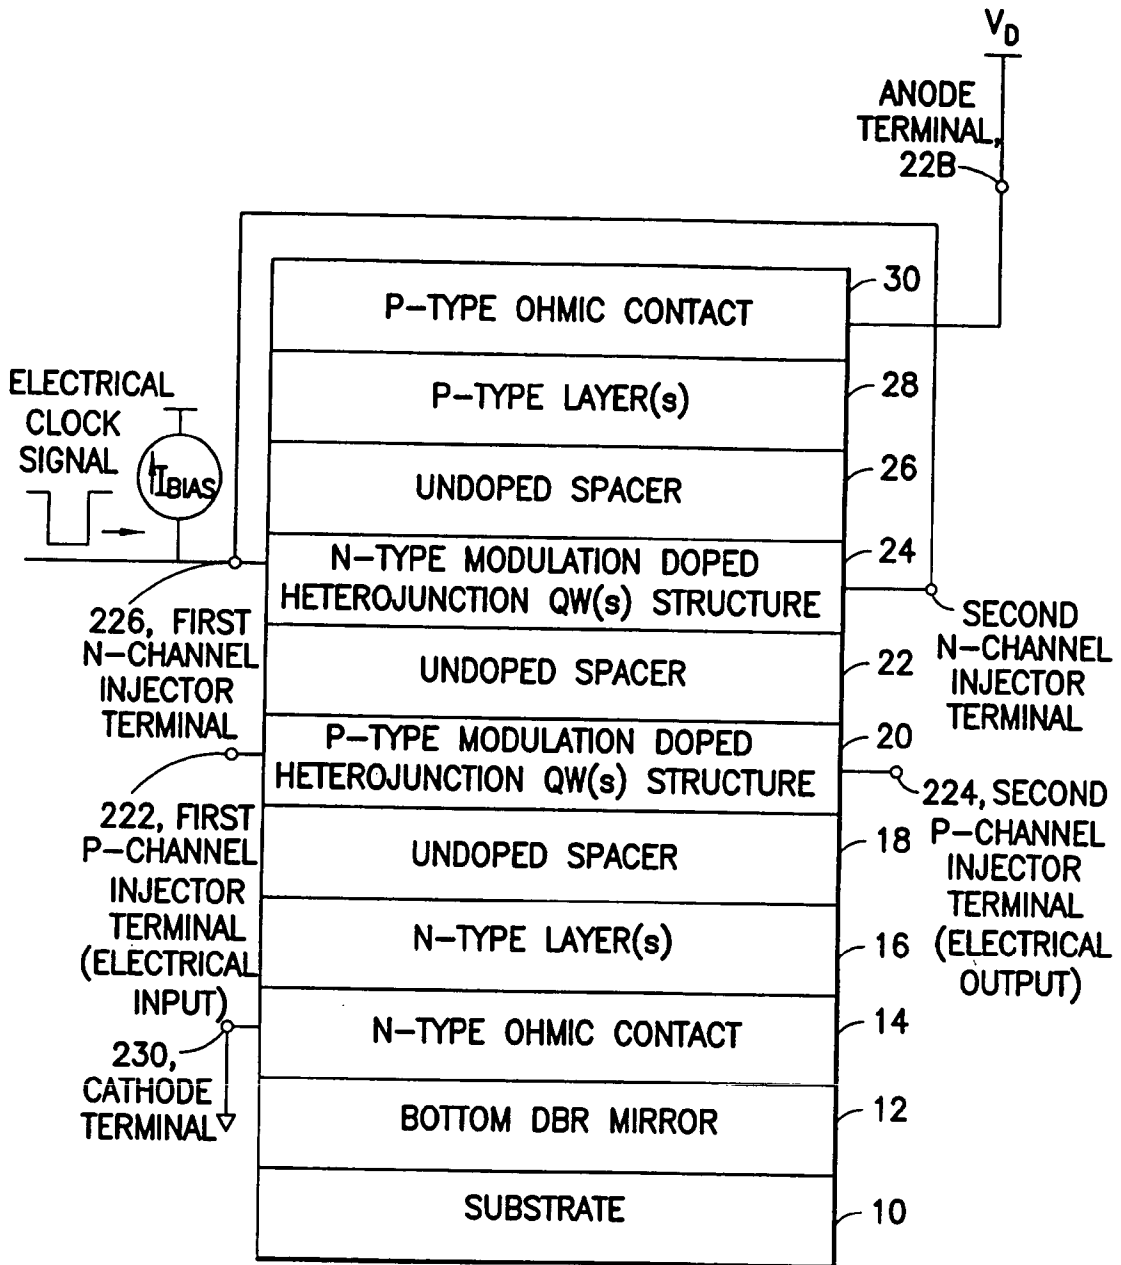 V_D
ANODE
TERMINAL,
22B
30
P-TYPE OHMIC CONTACT
ELECTRICAL
CLOCK
SIGNAL
I_BIAS
28
P-TYPE LAYER(s)
26
UNDOPED SPACER
24
N-TYPE MODULATION DOPED
HETEROJUNCTION QW(s) STRUCTURE
226, FIRST
N-CHANNEL
INJECTOR
TERMINAL
SECOND
N-CHANNEL
INJECTOR
TERMINAL
22
UNDOPED SPACER
20
P-TYPE MODULATION DOPED
HETEROJUNCTION QW(s) STRUCTURE
222, FIRST
P-CHANNEL
INJECTOR
TERMINAL
(ELECTRICAL
INPUT)
224, SECOND
P-CHANNEL
INJECTOR
TERMINAL
(ELECTRICAL
OUTPUT)
18
UNDOPED SPACER
16
N-TYPE LAYER(s)
14
N-TYPE OHMIC CONTACT
230,
CATHODE
TERMINAL
12
BOTTOM DBR MIRROR
10
SUBSTRATE